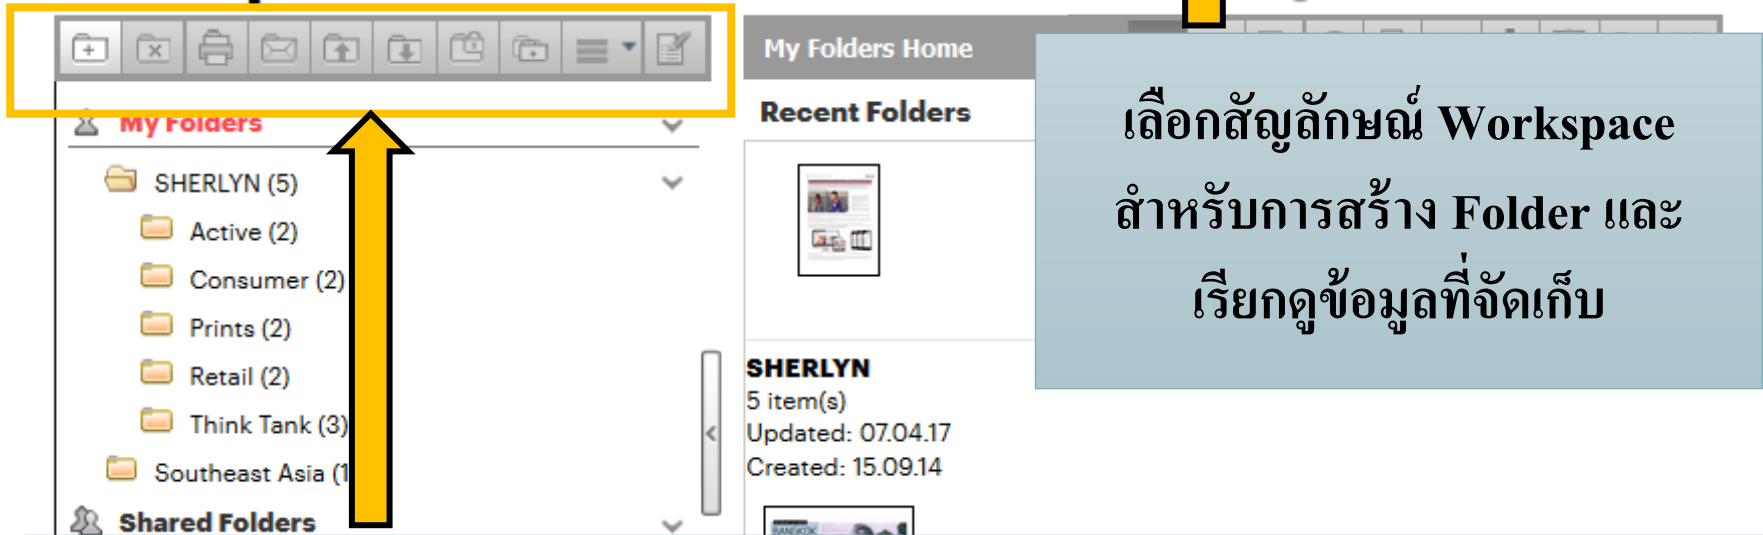 My Folders Home
My Folders
Recent Folders
SHERLYN (5)
Active (2)
Consumer (2)
Prints (2)
Retail (2)
Think Tank (3)
Southeast Asia (1
Shared Folders
SHERLYN
5 item(s)
Updated: 07.04.17
Created: 15.09.14
เลือกสัญลักษณ์ Workspace
สำหรับการสร้าง Folder และ
เรียกดูข้อมูลที่จัดเก็บ